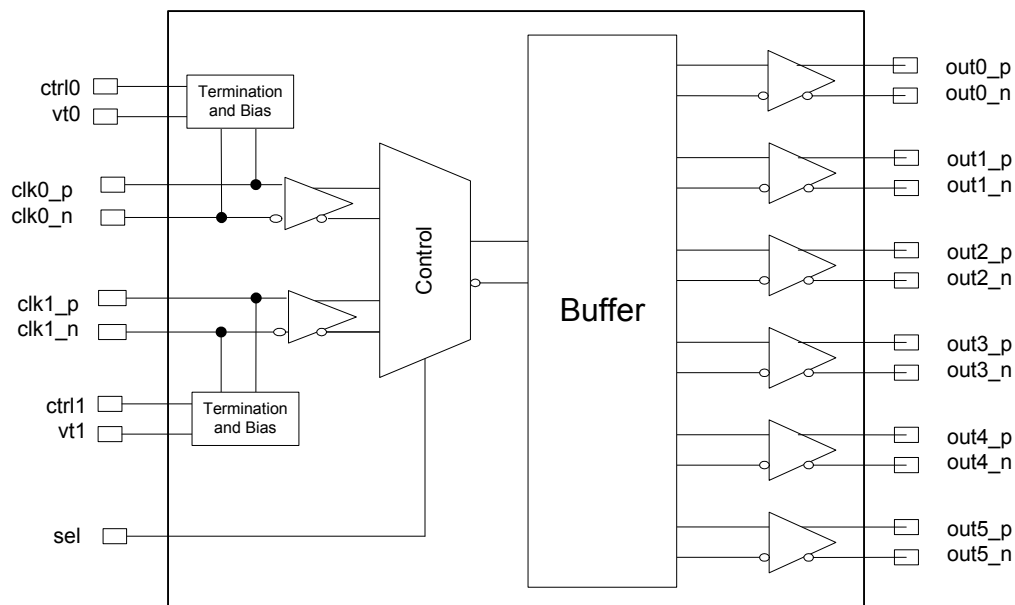 ctrl0
vt0
Termination
and Bias
clk0_p
clk0_n
clk1_p
clk1_n
ctrl1
vt1
Termination
and Bias
sel
Control
Buffer
out0_p
out0_n
out1_p
out1_n
out2_p
out2_n
out3_p
out3_n
out4_p
out4_n
out5_p
out5_n